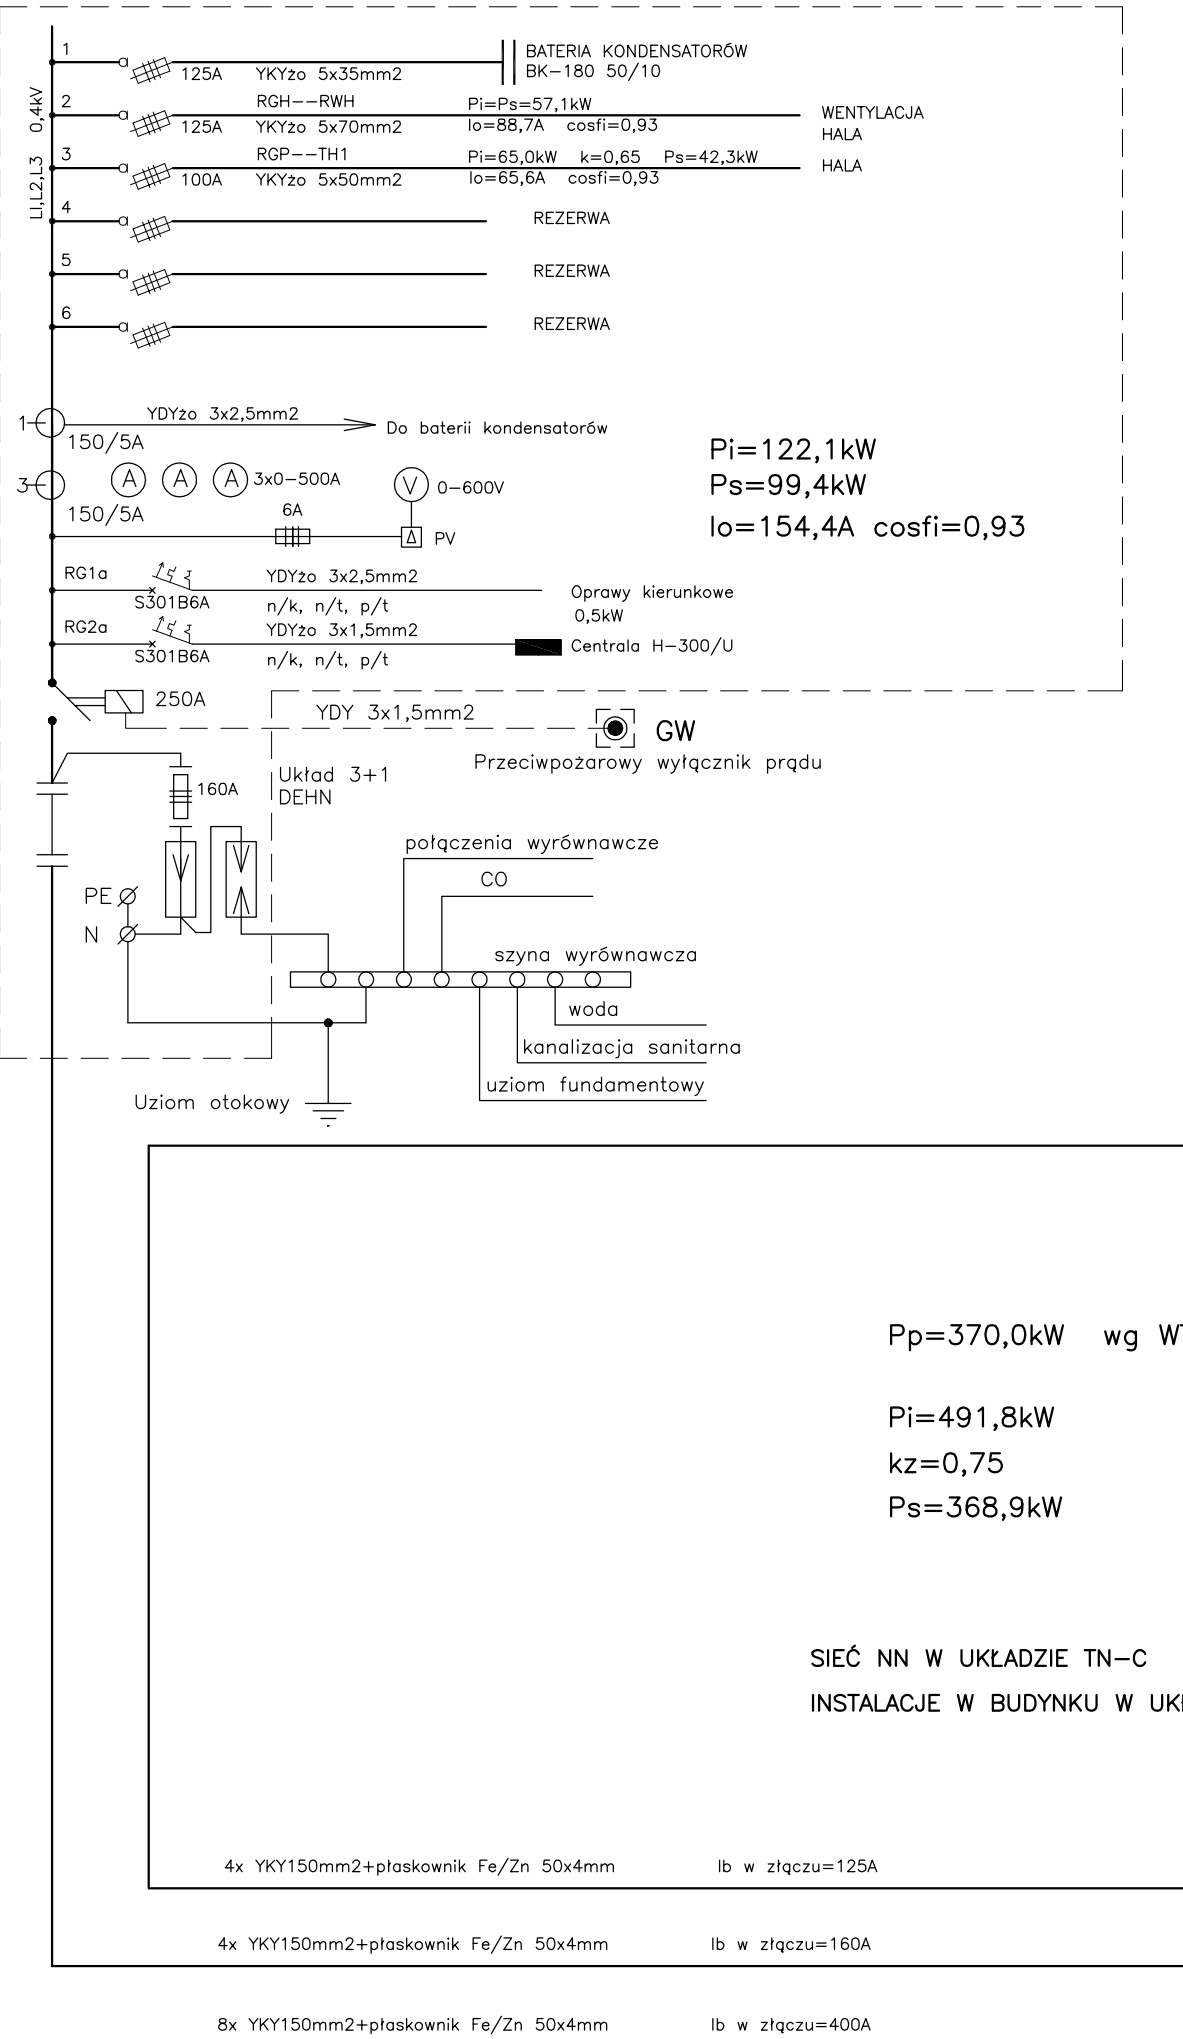 LI,L2,L3 0,4kV
1
125A YKYżo 5x35mm2
BATERIA KONDENSATORÓW
BK-180 50/10
2
125A
RGH--RWH
YKYżo 5x70mm2
Pi=Ps=57,1kW
Io=88,7A cosfi=0,93
WENTYLACJA
HALA
3
100A
RGP--TH1
YKYżo 5x50mm2
Pi=65,0kW k=0,65 Ps=42,3kW
Io=65,6A cosfi=0,93
HALA
4
REZERWA
5
REZERWA
6
REZERWA
1
150/5A
YDYżo 3x2,5mm2
Do baterii kondensatorów
3
150/5A
A A A 3x0-500A
V 0-600V
6A
PV
Pi=122,1kW
Ps=99,4kW
Io=154,4A cosfi=0,93
RG1a
S301B6A
YDYżo 3x2,5mm2
n/k, n/t, p/t
Oprawy kierunkowe
0,5kW
RG2a
S301B6A
YDYżo 3x1,5mm2
n/k, n/t, p/t
Centrala H-300/U
250A
YDY 3x1,5mm2
GW
Przeciwpożarowy wyłącznik prądu
160A
Układ 3+1
DEHN
połączenia wyrównawcze
CO
PE
N
szyna wyrównawcza
woda
kanalizacja sanitarna
uziom fundamentowy
Uziom otokowy
Pp=370,0kW wg
Pi=491,8kW
kz=0,75
Ps=368,9kW
SIEĆ NN W UKŁADZIE TN-C
INSTALACJE W BUDYNKU W
4x YKY150mm2+płaskownik Fe/Zn 50x4mm Ib w złączu=125A
4x YKY150mm2+płaskownik Fe/Zn 50x4mm Ib w złączu=160A
8x YKY150mm2+płaskownik Fe/Zn 50x4mm Ib w złączu=400A